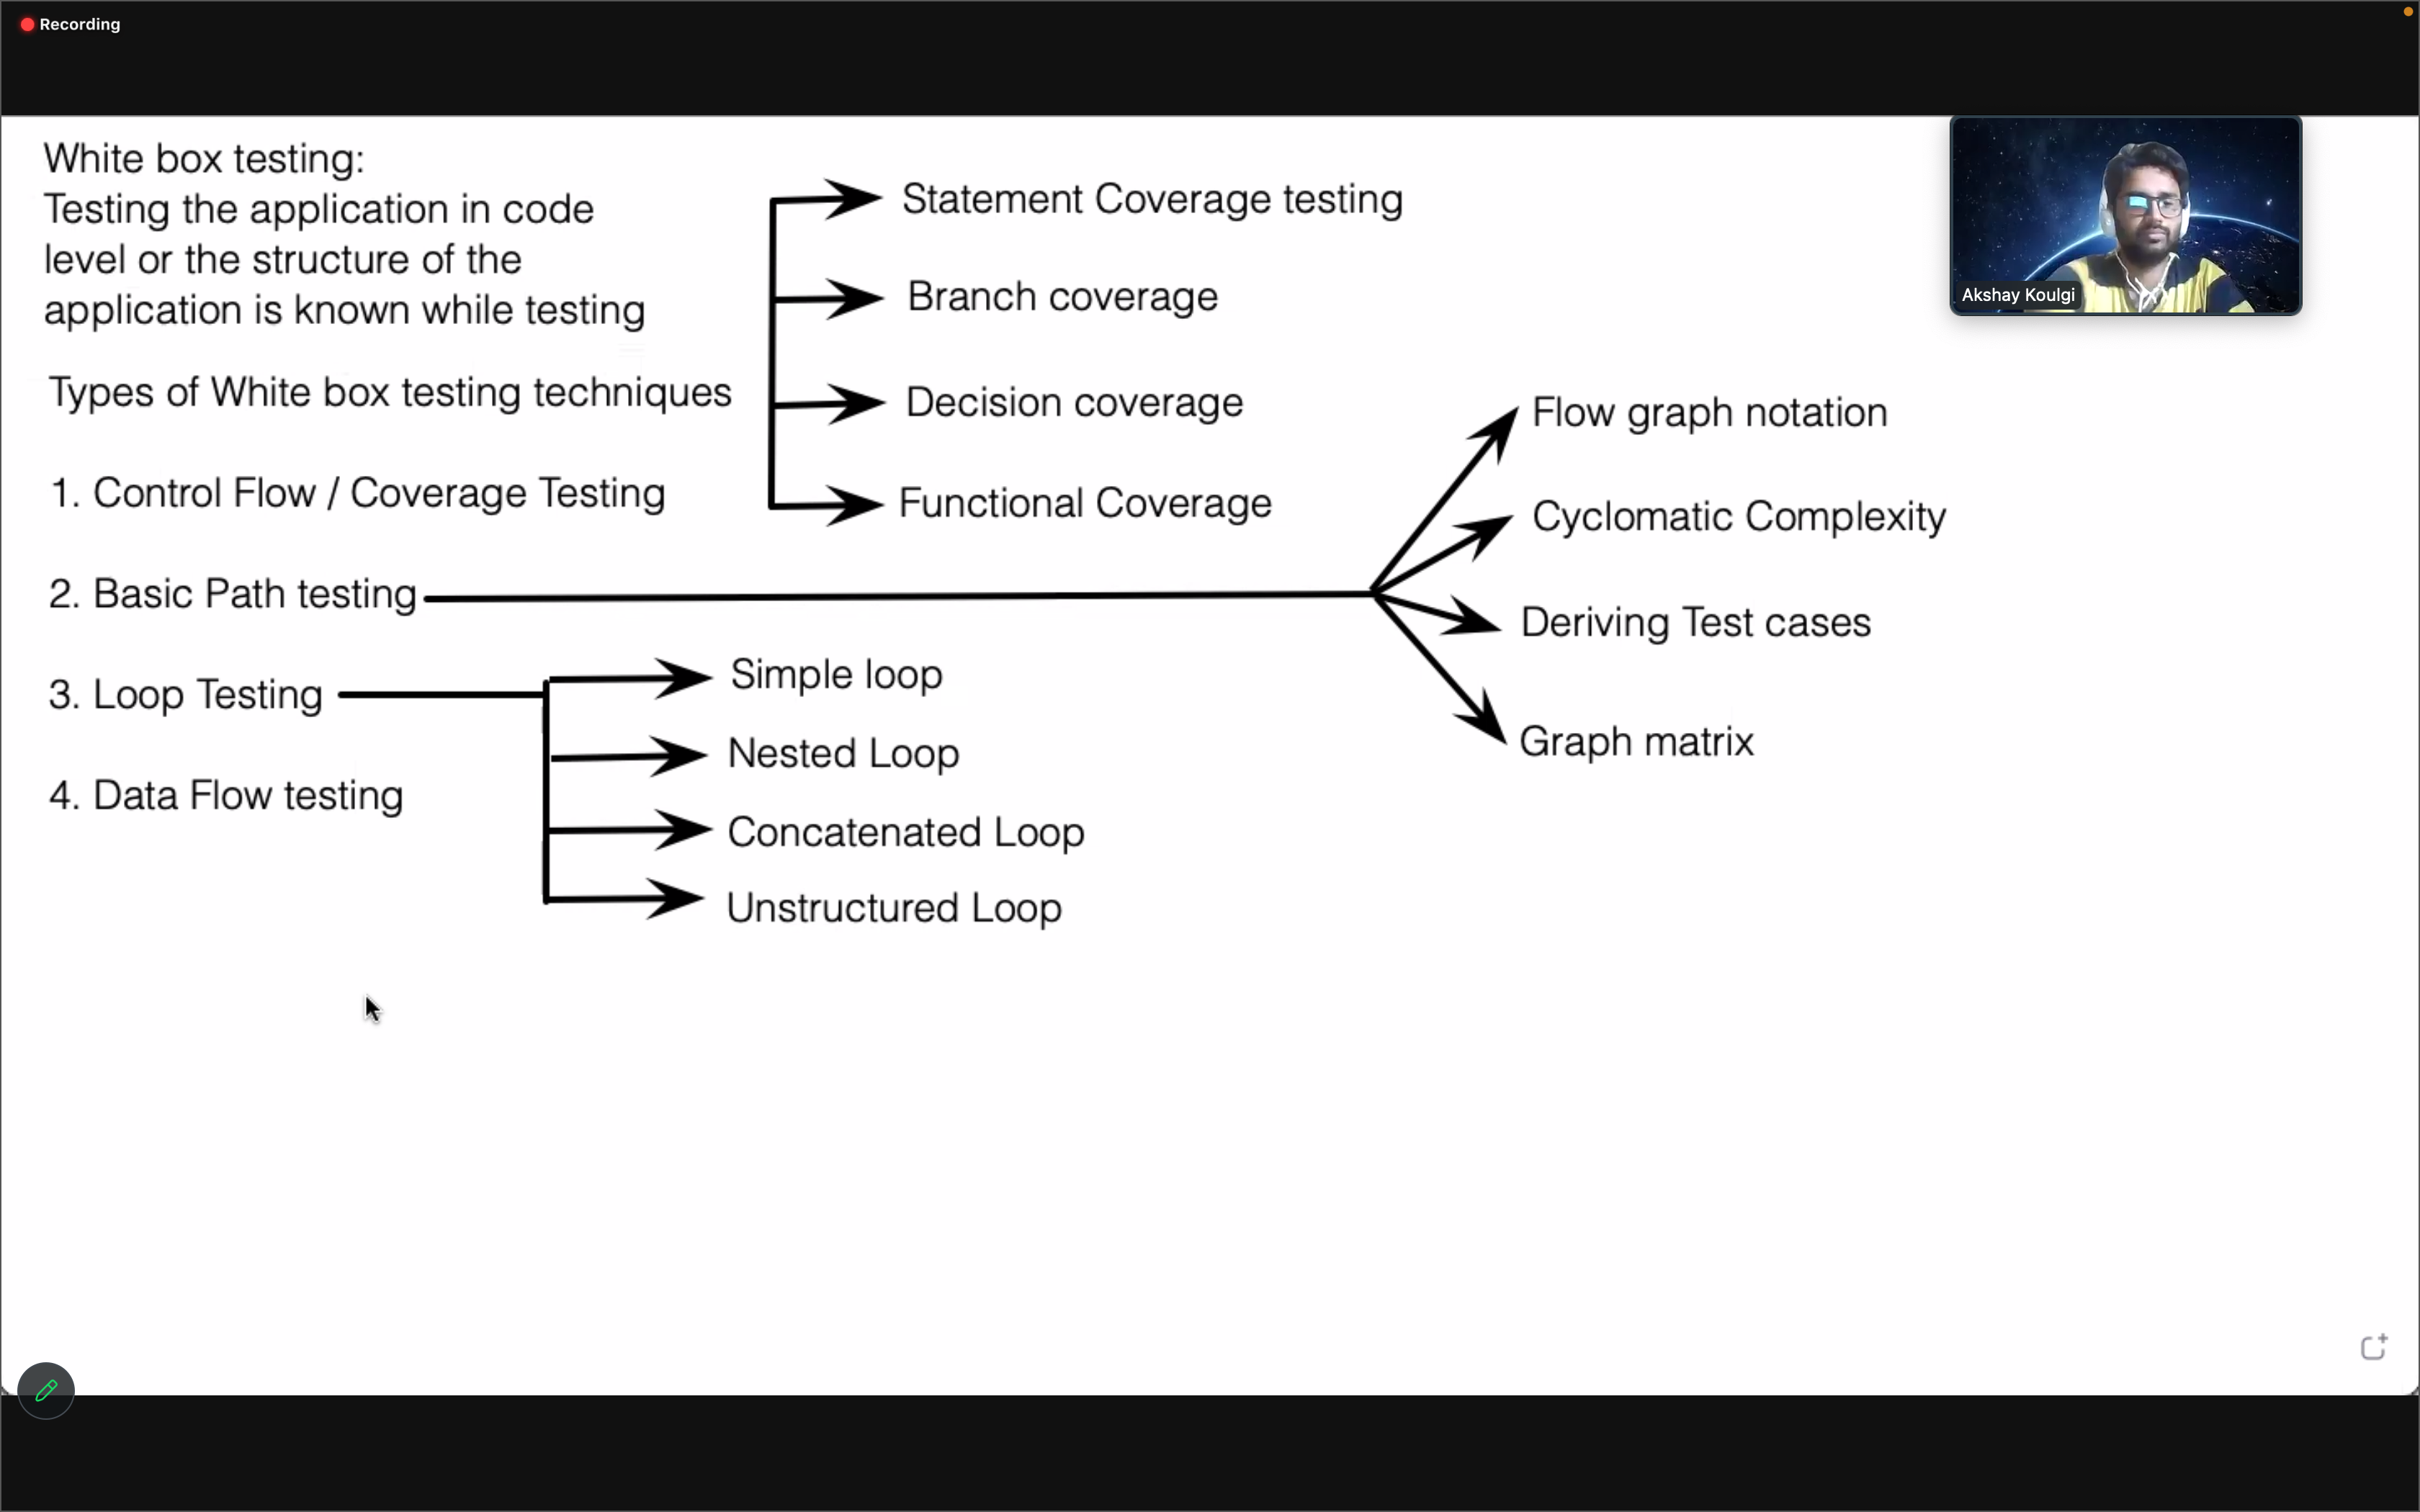 Recording
White box testing:
Testing the application in code
level or the structure of the
application is known while testing
Types of White box testing techniques
1. Control Flow / Coverage Testing
2. Basic Path testing
3. Loop Testing
4. Data Flow testing
Statement Coverage testing
Branch coverage
Decision coverage
Functional Coverage
Simple loop
Nested Loop
Concatenated Loop
Unstructured Loop
Flow graph notation
Cyclomatic Complexity
Deriving Test cases
Graph matrix
Akshay Koulgi